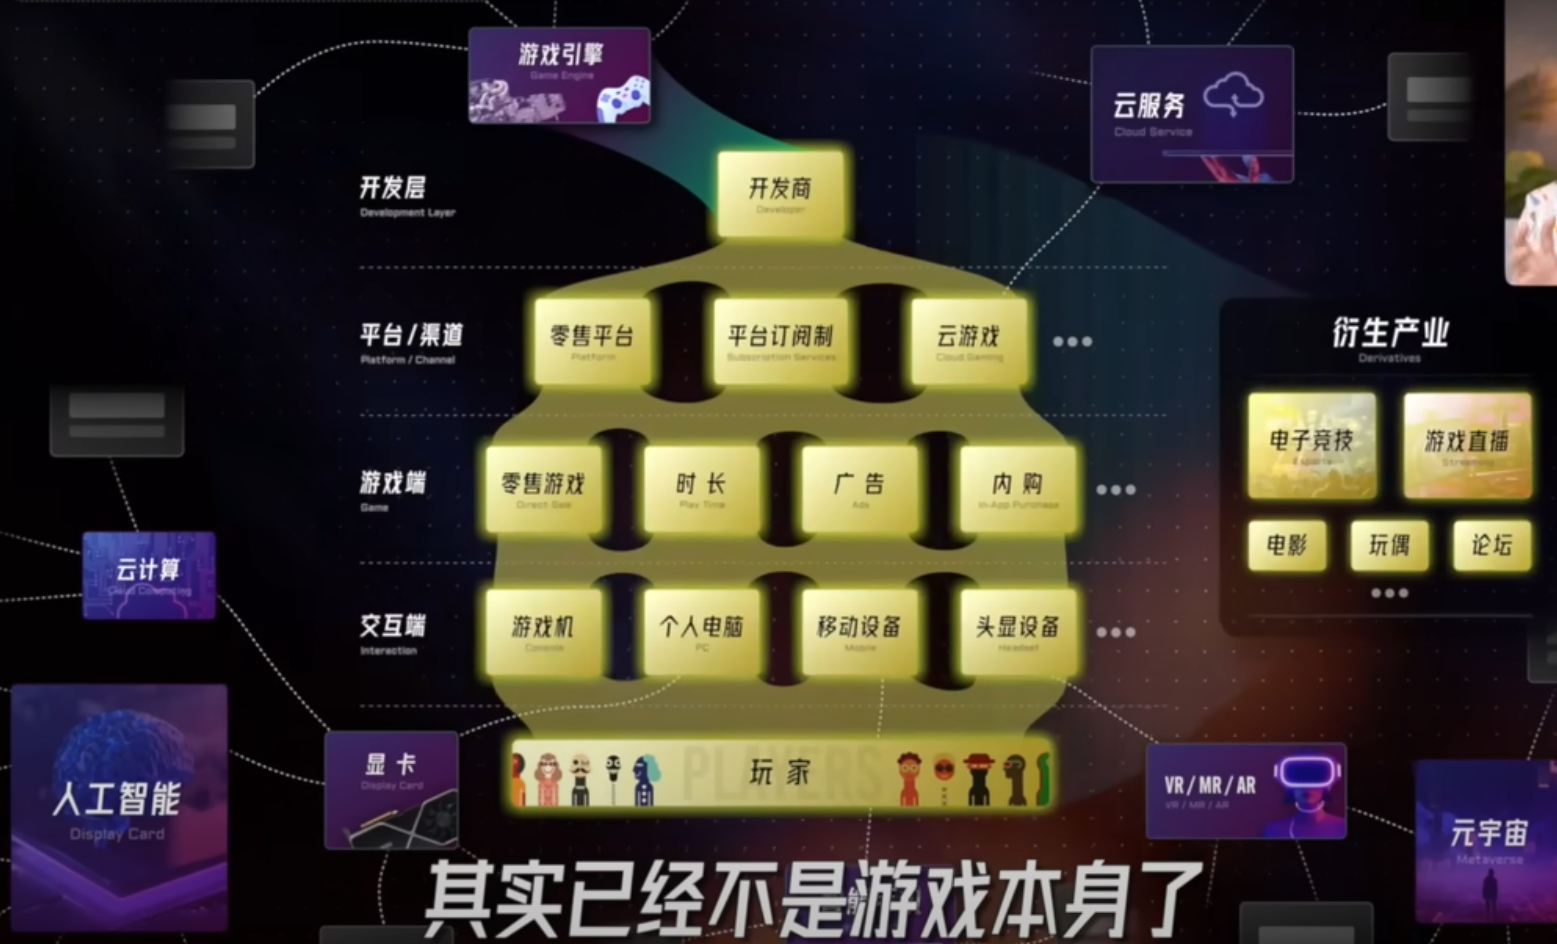 游戏引擎
Game Engine
云服务
Cloud Service
开发层
Development Layer
开发商
Developer
平台/渠道
Platform / Channel
零售平台
Platform
平台订阅制
Subscription Services
云游戏
Cloud Gaming
衍生产业
Derivatives
电子竞技
Esports
游戏直播
Streaming
电影
玩偶
论坛
游戏端
Game
零售游戏
Direct Sale
时长
Play Time
广告
Ads
内购
In-App Purchase
云计算
Cloud Computing
交互端
Interaction
游戏机
Console
个人电脑
PC
移动设备
Mobile
头显设备
Headset
人工智能
Display Card
显卡
Display Card
PLAYERS
玩家
VR/MR/AR
VR / MR / AR
元宇宙
Metaverse
其实已经不是游戏本身了